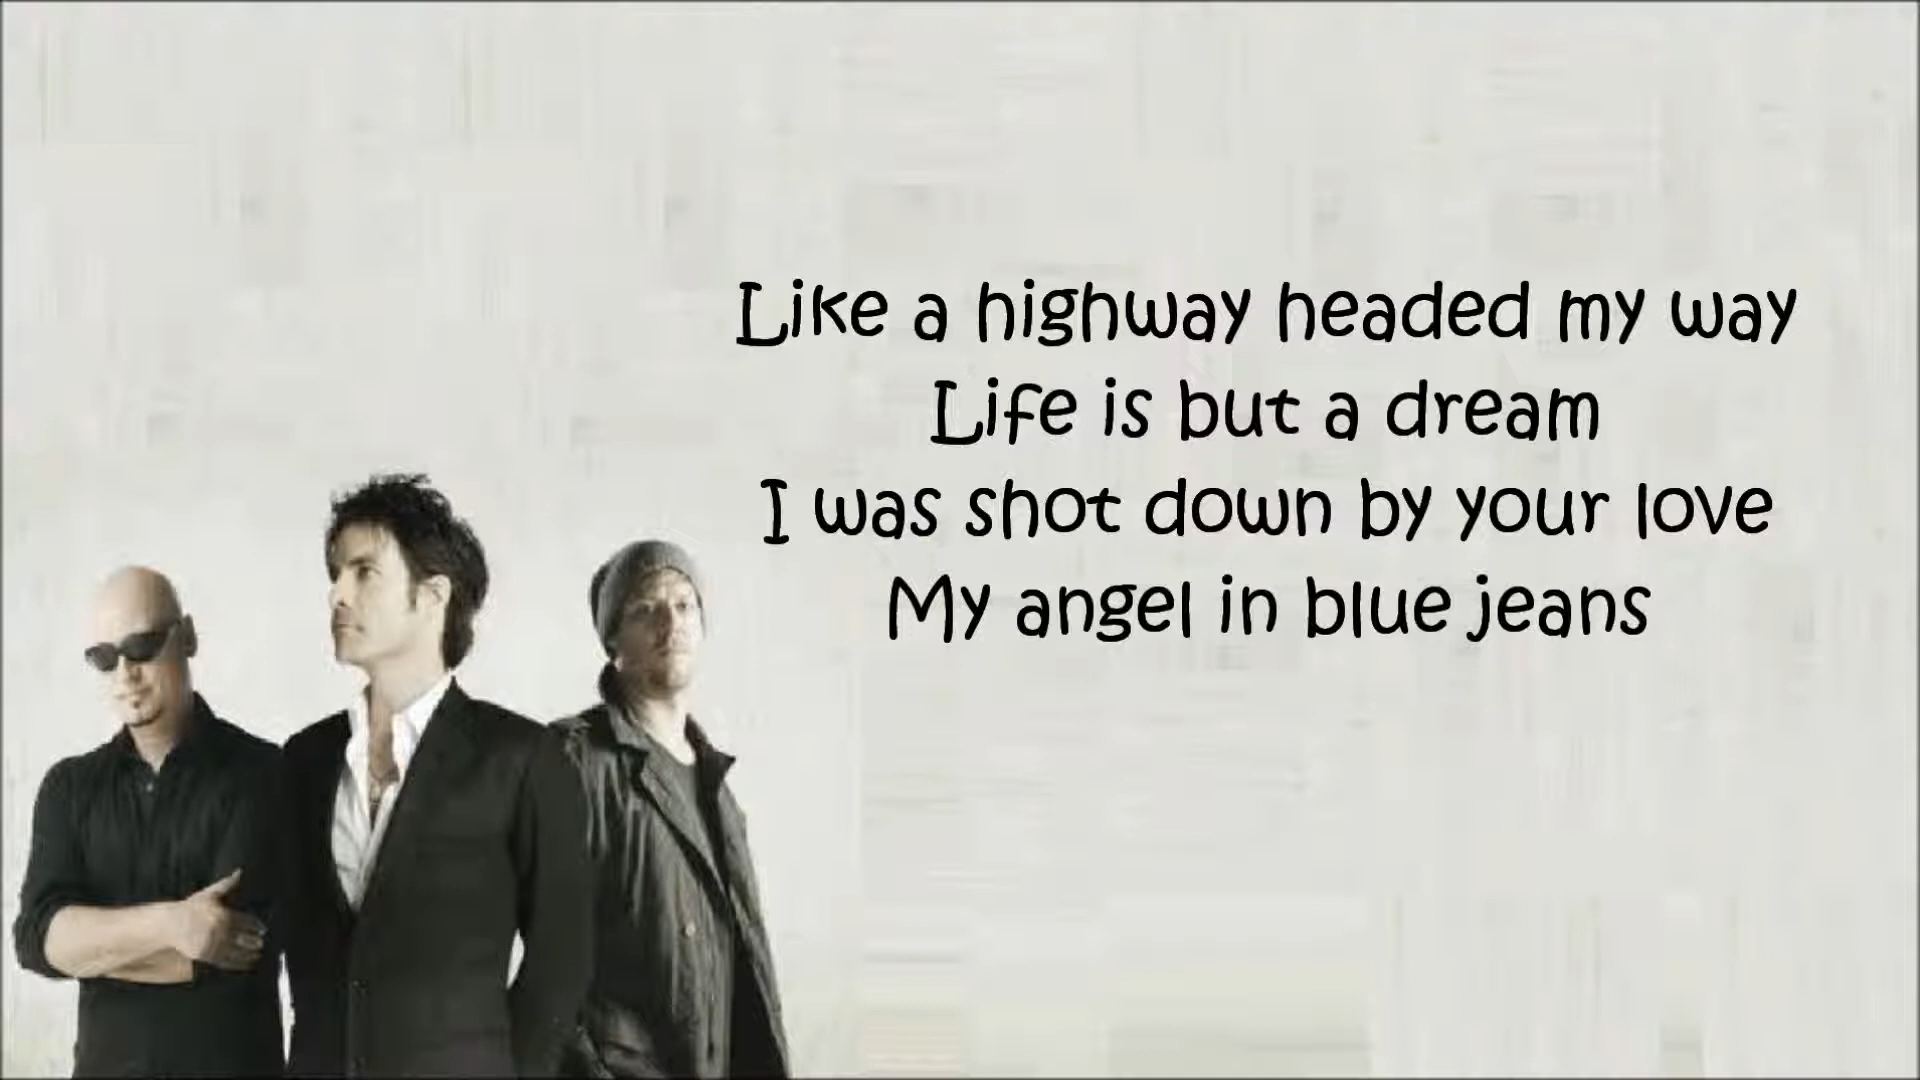 Like a highway headed my way
Life is but a dream
I was shot down by your love
My angel in blue jeans